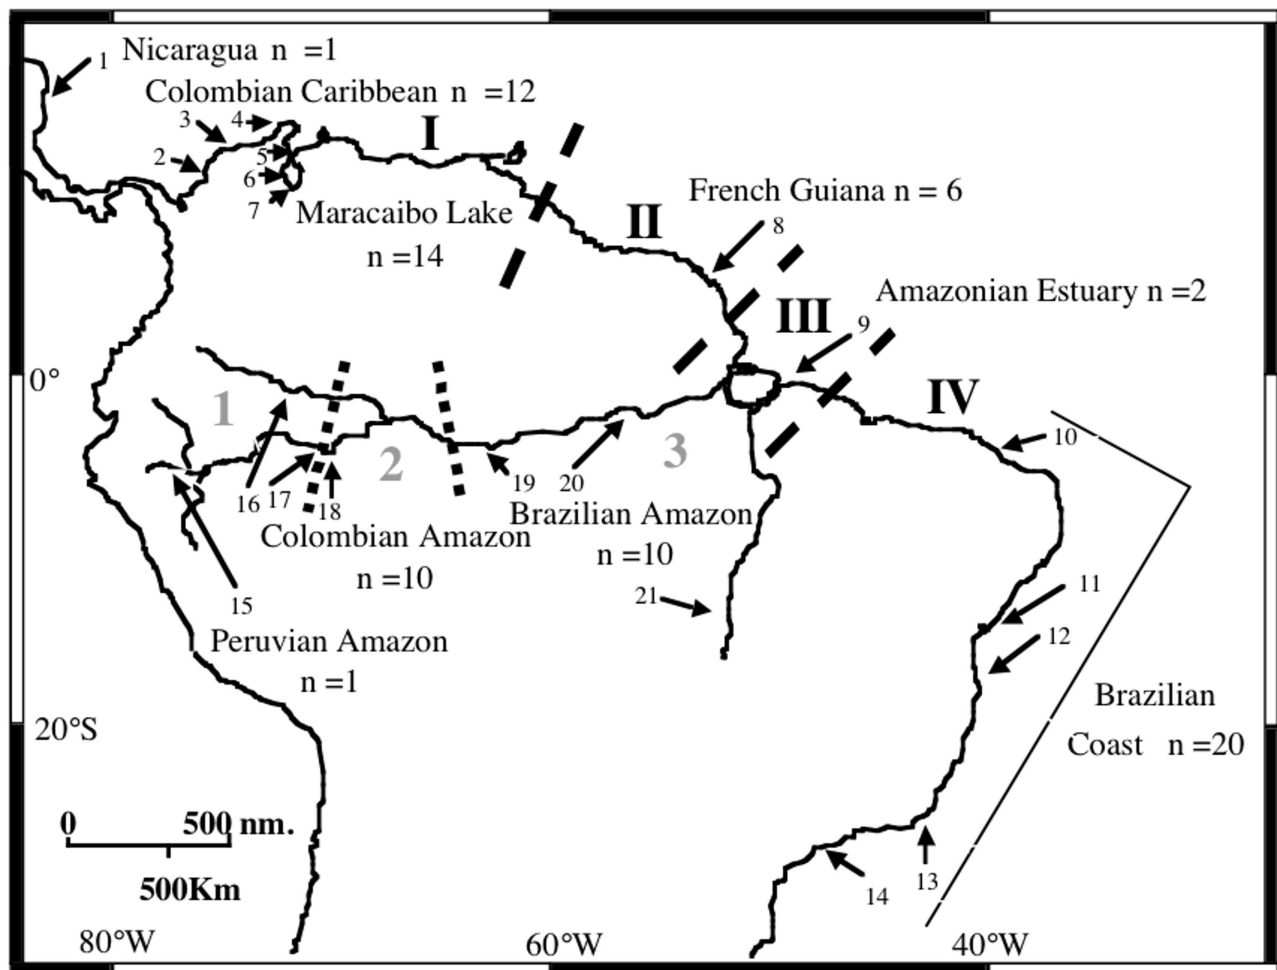 1 Nicaragua n =1
Colombian Caribbean n =12
3 4 I
2 5
6
7 Maracaibo Lake
n =14
French Guiana n = 6
II 8
Amazonian Estuary n =2
III 9
0°
1 IV
10
2 3
16 17 18 19 20
Brazilian Amazon
n =10
Colombian Amazon
n =10
21 11
15
12
Peruvian Amazon
n =1
Brazilian
Coast n =20
20°S
0 500 nm.
500Km
14 13
80°W 60°W 40°W